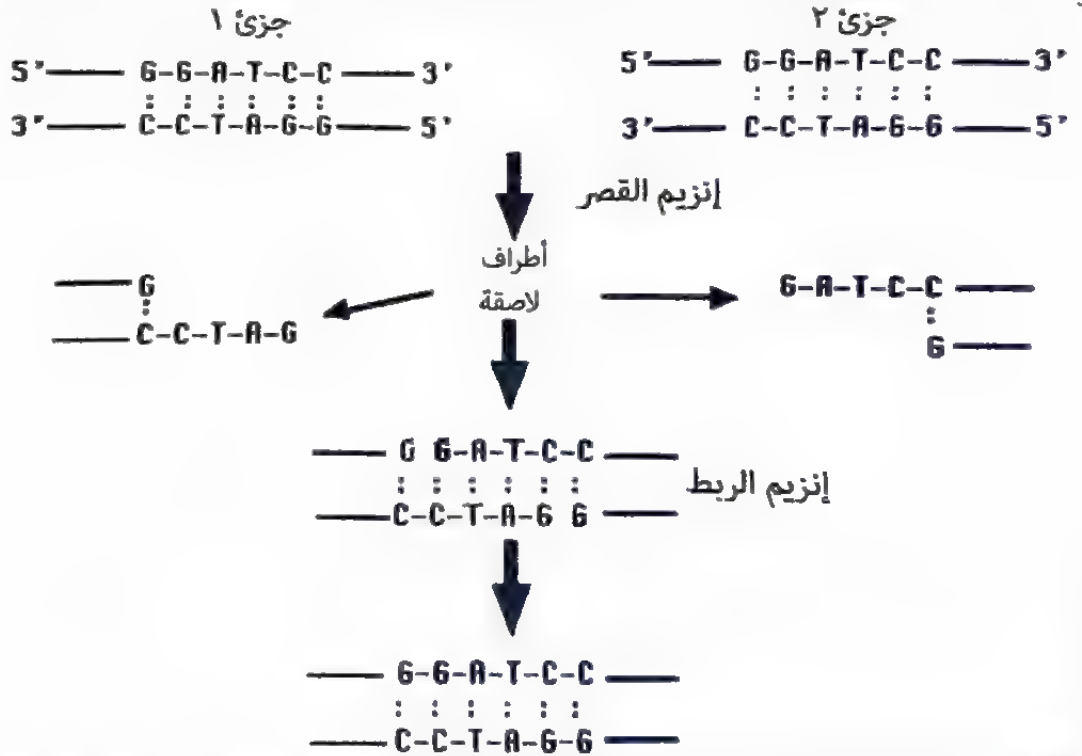 جزئ ١
جزئ ٢
5' G-G-A-T-C-C 3'
3' C-C-T-A-G-G 5'
5' G-G-A-T-C-C 3'
3' C-C-T-A-G-G 5'
إنزيم القصر
أطراف
لاصقة
G
C-C-T-A-G
G-A-T-C-C
G
G G-A-T-C-C
C-C-T-A-G G
إنزيم الربط
G-G-A-T-C-C
C-C-T-A-G-G